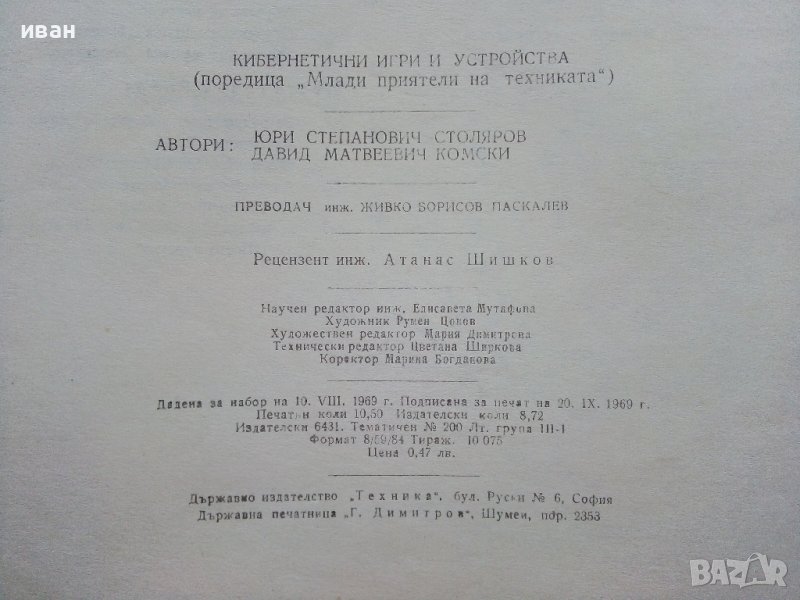 иван
КИБЕРНЕТИЧНИ ИГРИ И УСТРОЙСТВА
(поредица „Млади приятели на техниката“)
АВТОРИ: ЮРИ СТЕПАНОВИЧ СТОЛЯРОВ
ДАВИД МАТВЕЕВИЧ КОМСКИ
ПРЕВОДАЧ инж. ЖИВКО БОРИСОВ ПАСКАЛЕВ
Рецензент инж. Атанас Шишков
Научен редактор инж. Елисавета Мутафова
Художник Румен Цонев
Художествен редактор Мария Димитрова
Технически редактор Цветана Ширкова
Коректор Марина Богданова
Дадена за набор на 10. VIII. 1969 г. Подписана за печат на 20. IX. 1969 г.
Печатни коли 10,50 Издателски коли 8,72
Издателски 6431. Тематичен № 200 Лт. група III-1
Формат 8/59/84 Тираж. 10 075
Цена 0,47 лв.
Държавно издателство „Техника“, бул. Руски № 6, София
Държавна печатница „Г. Димитров“, Шумен, пор. 2353
BAZAR